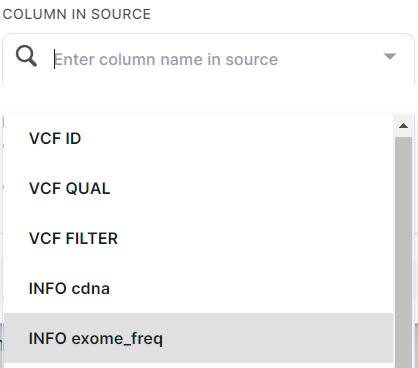 COLUMN IN SOURCE
Enter column name in source
VCF ID
VCF QUAL
VCF FILTER
INFO cdna
INFO exome_freq